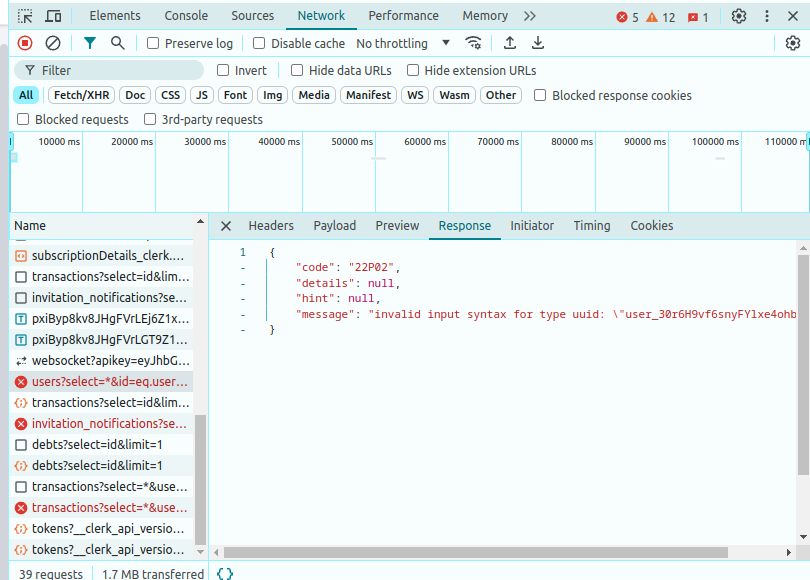 Elements Console Sources Network Performance Memory 5 12 1
Preserve log Disable cache No throttling
Filter Invert Hide data URLs Hide extension URLs
All Fetch/XHR Doc CSS JS Font Img Media Manifest WS Wasm Other Blocked response cookies
Blocked requests 3rd-party requests
10000 ms 20000 ms 30000 ms 40000 ms 50000 ms 60000 ms 70000 ms 80000 ms 90000 ms 100000 ms 110000 m
Name
subscriptionDetails_clerk....
transactions?select=id&lim...
invitation_notifications?se...
pxiByp8kv8JHgFVrLEj6Z1x...
pxiByp8kv8JHgFVrLGT9Z1...
websocket?apikey=eyJhbG...
users?select=*&id=eq.user...
transactions?select=id&lim...
invitation_notifications?se...
debts?select=id&limit=1
debts?select=id&limit=1
transactions?select=*&use...
transactions?select=*&use...
tokens?__clerk_api_versio...
tokens?__clerk_api_versio...
39 requests 1.7 MB transferred
Headers Payload Preview Response Initiator Timing Cookies
1 {
- "code": "22P02",
- "details": null,
- "hint": null,
- "message": "invalid input syntax for type uuid: \"user_30r6H9vf6snyFYlxe4ohb
- }
{}